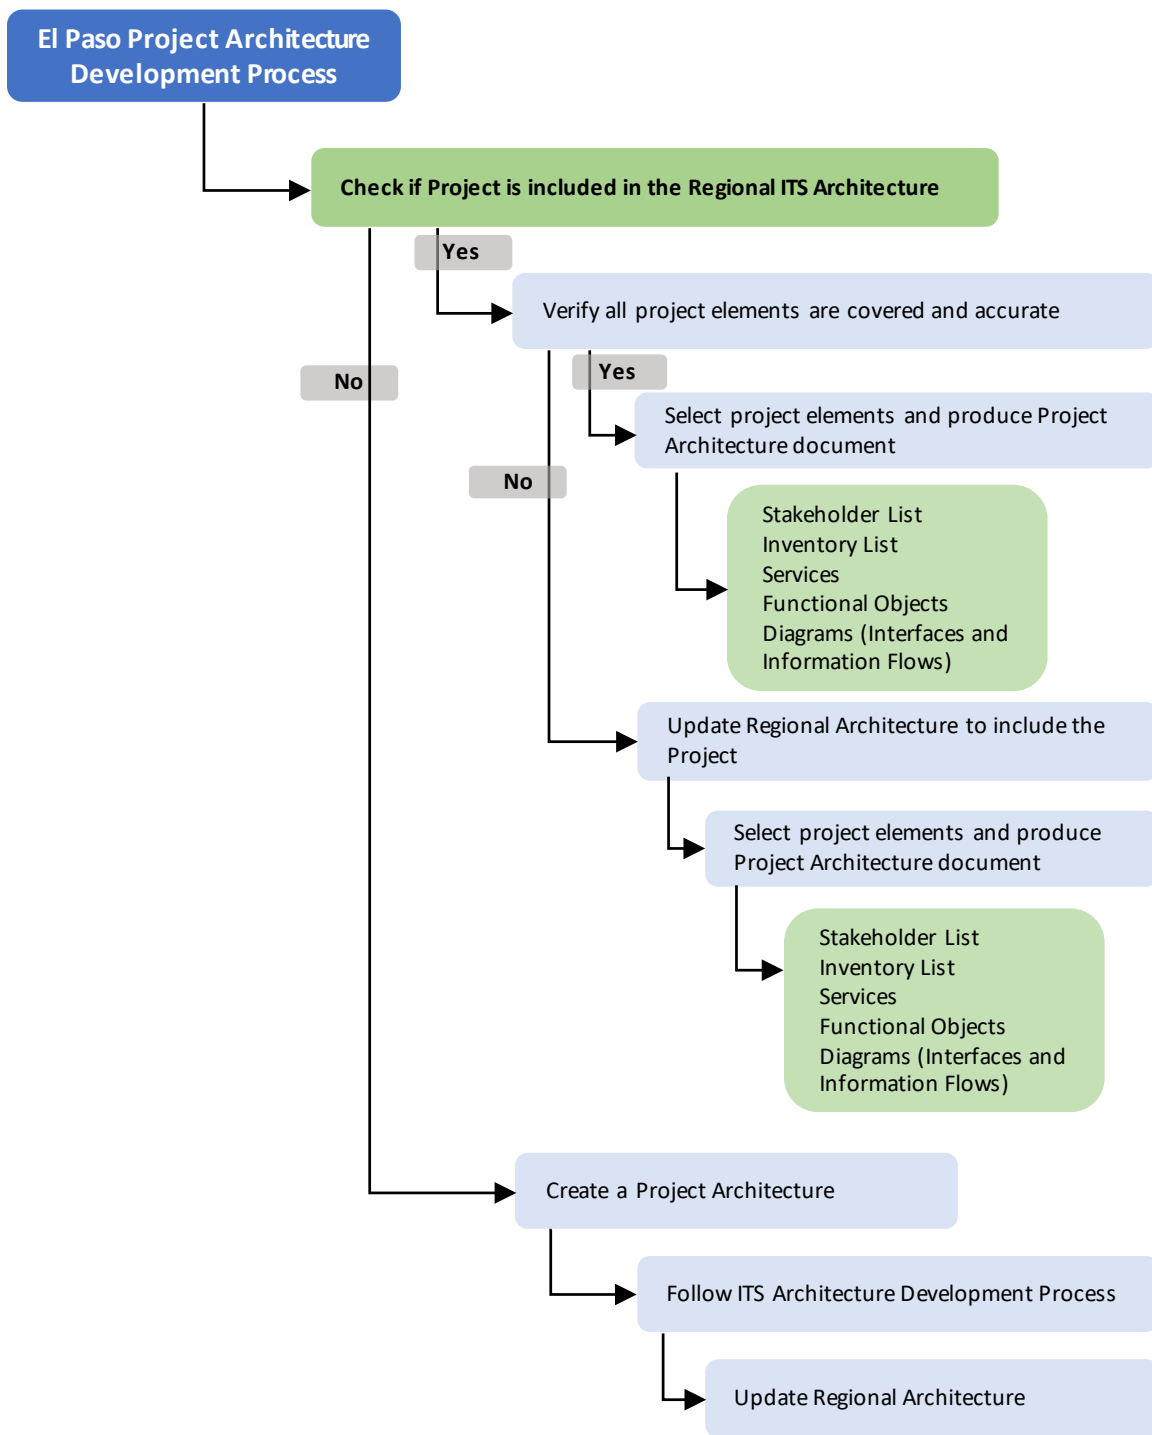 El Paso Project Architecture
Development Process
Check if Project is included in the Regional ITS Architecture
Yes
Verify all project elements are covered and accurate
No
Yes
Select project elements and produce Project
Architecture document
No
Stakeholder List
Inventory List
Services
Functional Objects
Diagrams (Interfaces and
Information Flows)
Update Regional Architecture to include the
Project
Select project elements and produce
Project Architecture document
Stakeholder List
Inventory List
Services
Functional Objects
Diagrams (Interfaces and
Information Flows)
Create a Project Architecture
Follow ITS Architecture Development Process
Update Regional Architecture